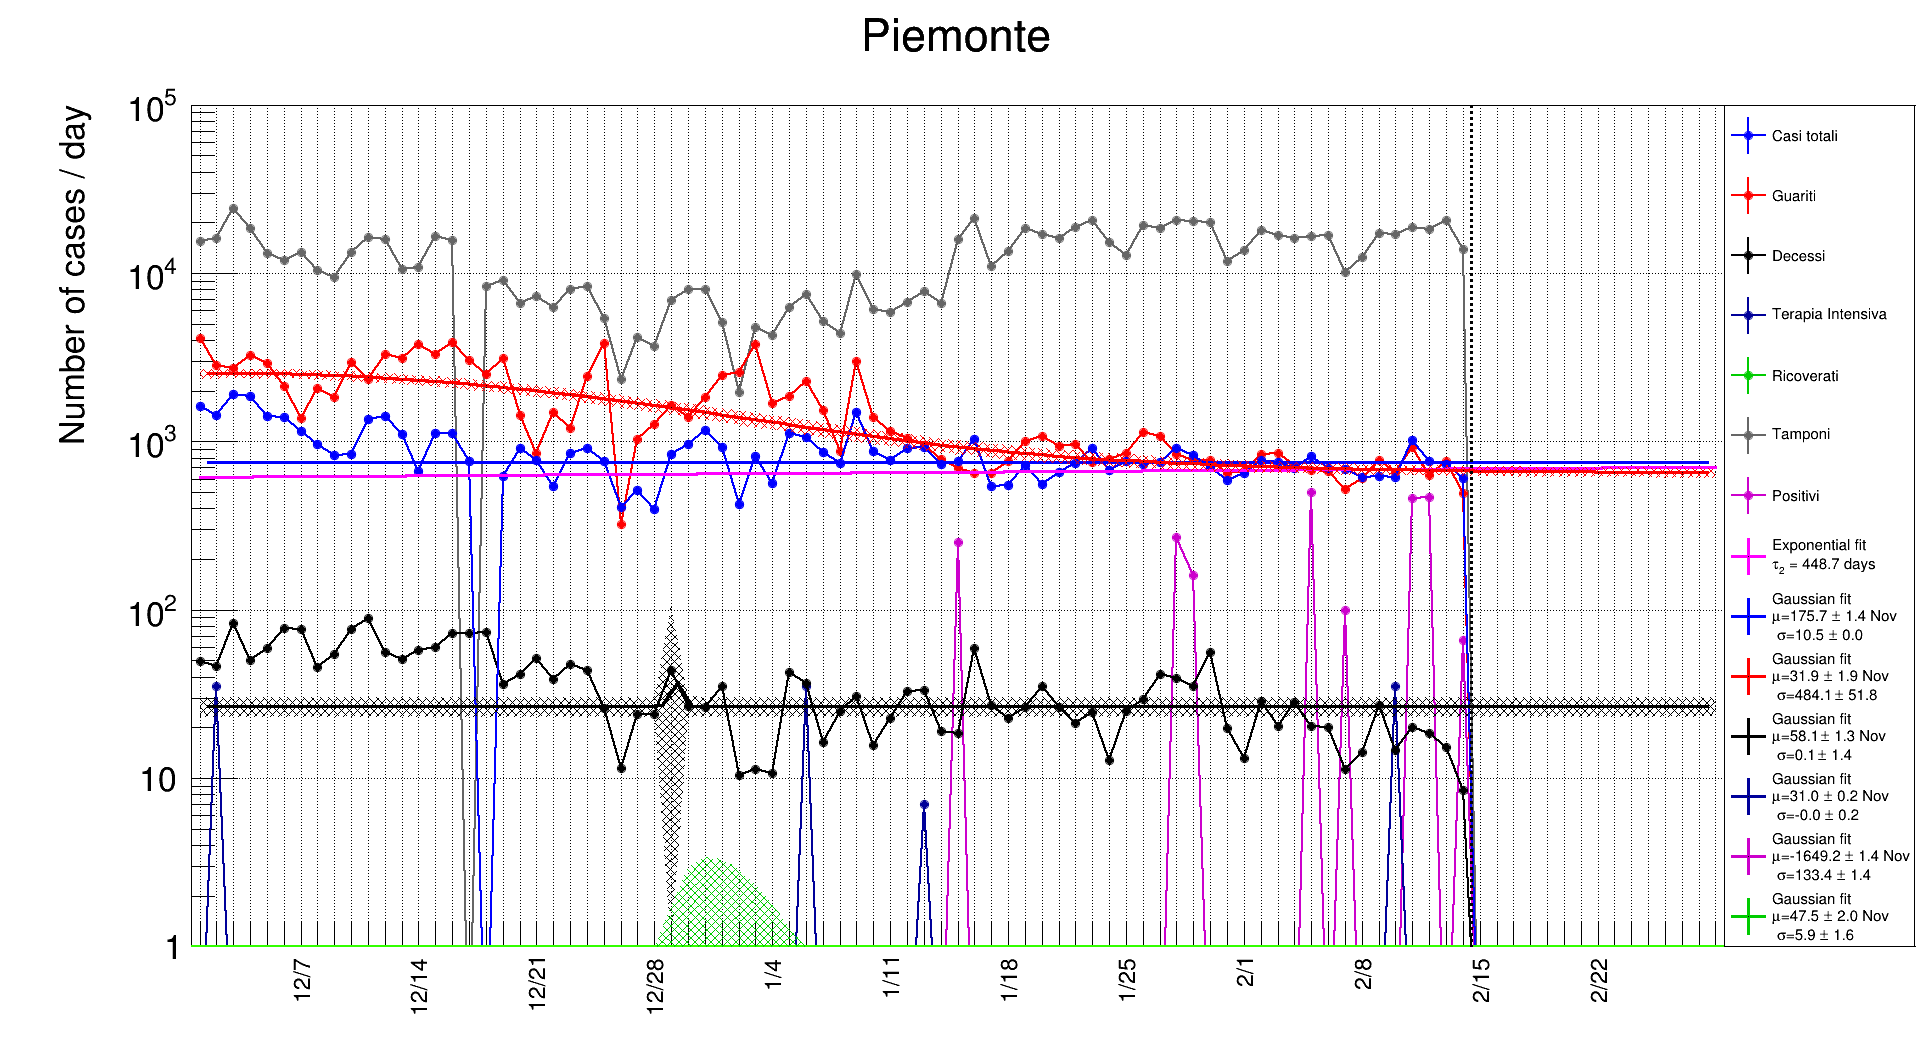 Piemonte
Number of cases / day
10^5
10^4
10^3
10^2
10
1
12/7
12/14
12/21
12/28
1/4
1/11
1/18
1/25
2/1
2/8
2/15
2/22
Casi totali
Guariti
Decessi
Terapia Intensiva
Ricoverati
Tamponi
Positivi
Exponential fit
τ₂ = 448.7 days
Gaussian fit
μ=175.7 ± 1.4 Nov
σ=10.5 ± 0.0
Gaussian fit
μ=31.9 ± 1.9 Nov
σ=484.1 ± 51.8
Gaussian fit
μ=58.1 ± 1.3 Nov
σ=0.1 ± 1.4
Gaussian fit
μ=31.0 ± 0.2 Nov
σ=-0.0 ± 0.2
Gaussian fit
μ=-1649.2 ± 1.4 Nov
σ=133.4 ± 1.4
Gaussian fit
μ=47.5 ± 2.0 Nov
σ=5.9 ± 1.6